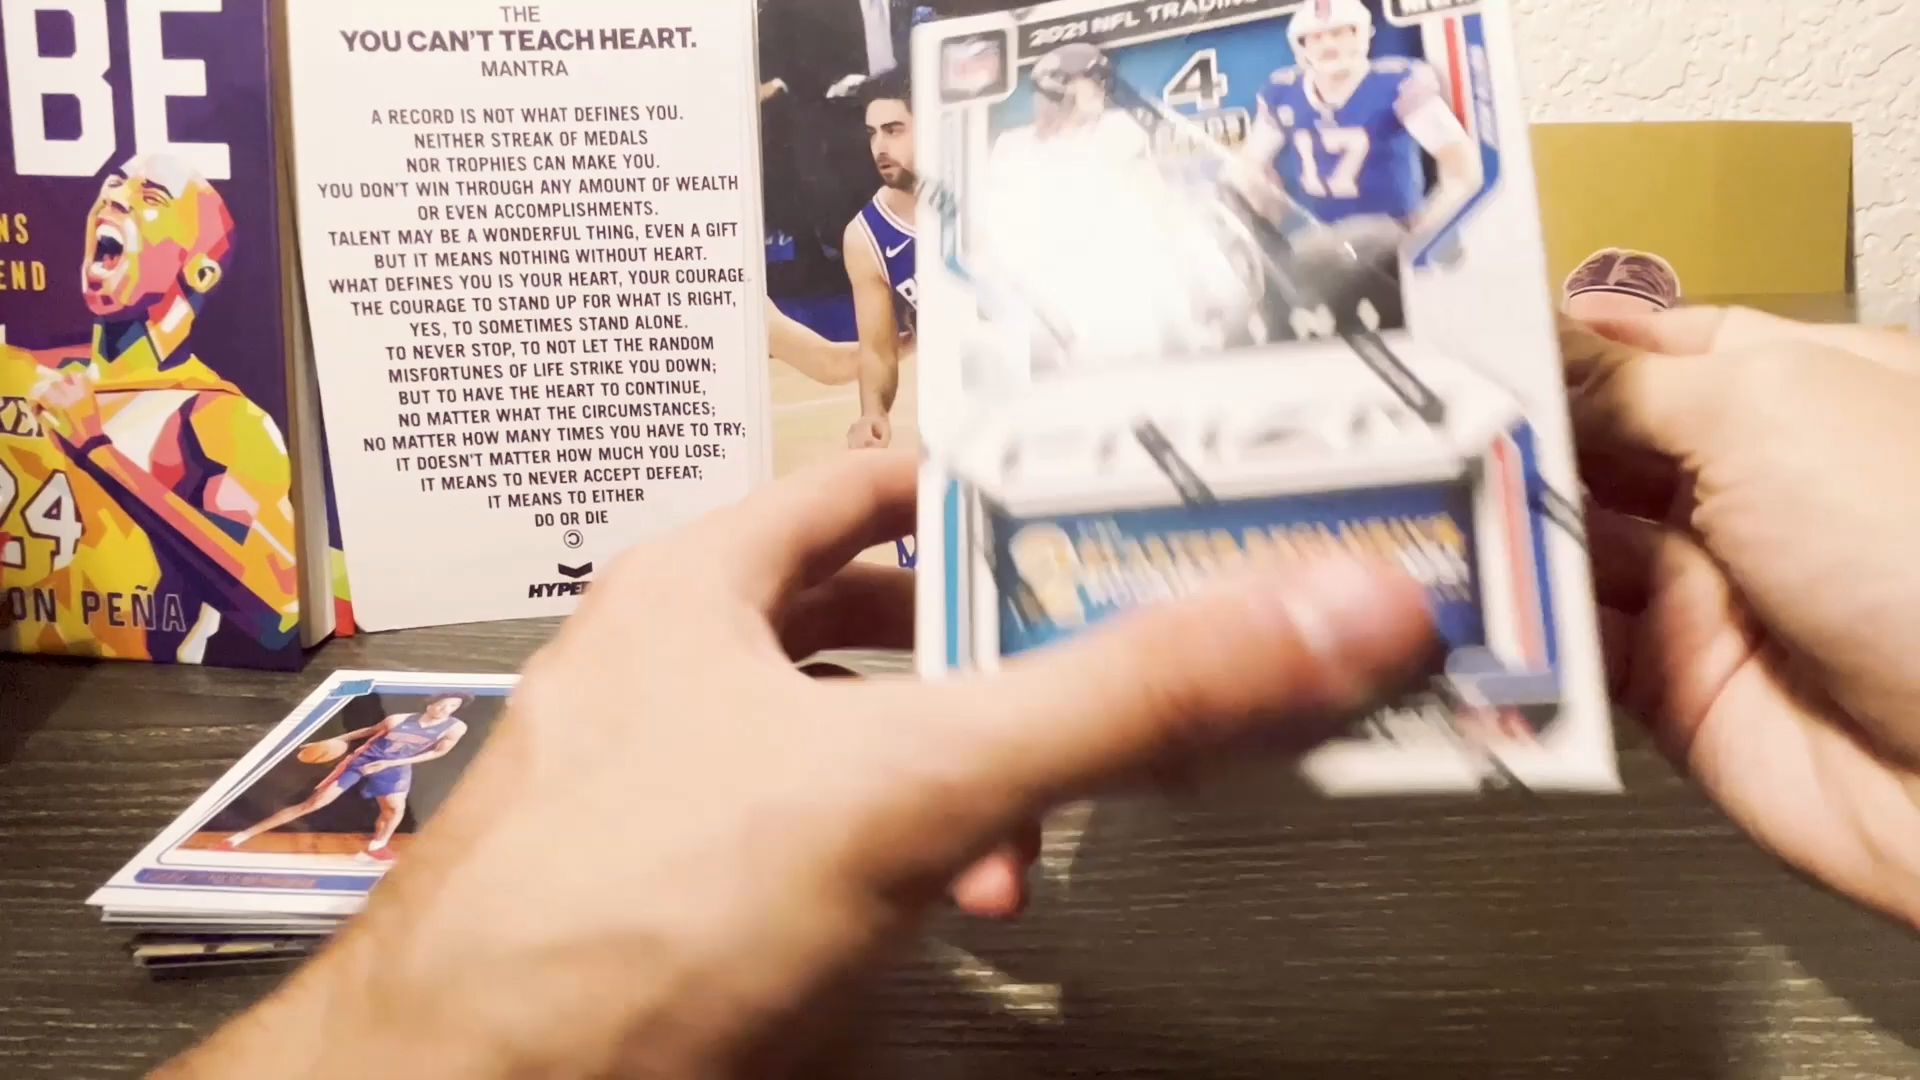 BE
NS
END
24
ON PEÑA
THE
YOU CAN'T TEACH HEART.
MANTRA
A RECORD IS NOT WHAT DEFINES YOU.
NEITHER STREAK OF MEDALS
NOR TROPHIES CAN MAKE YOU.
YOU DON'T WIN THROUGH ANY AMOUNT OF WEALTH
OR EVEN ACCOMPLISHMENTS.
TALENT MAY BE A WONDERFUL THING, EVEN A GIFT
BUT IT MEANS NOTHING WITHOUT HEART.
WHAT DEFINES YOU IS YOUR HEART, YOUR COURAGE.
THE COURAGE TO STAND UP FOR WHAT IS RIGHT,
YES, TO SOMETIMES STAND ALONE.
TO NEVER STOP, TO NOT LET THE RANDOM
MISFORTUNES OF LIFE STRIKE YOU DOWN;
BUT TO HAVE THE HEART TO CONTINUE,
NO MATTER WHAT THE CIRCUMSTANCES;
NO MATTER HOW MANY TIMES YOU HAVE TO TRY;
IT DOESN'T MATTER HOW MUCH YOU LOSE;
IT MEANS TO NEVER ACCEPT DEFEAT;
IT MEANS TO EITHER
DO OR DIE
©
HYPE
2021 NFL TRADING
4
17